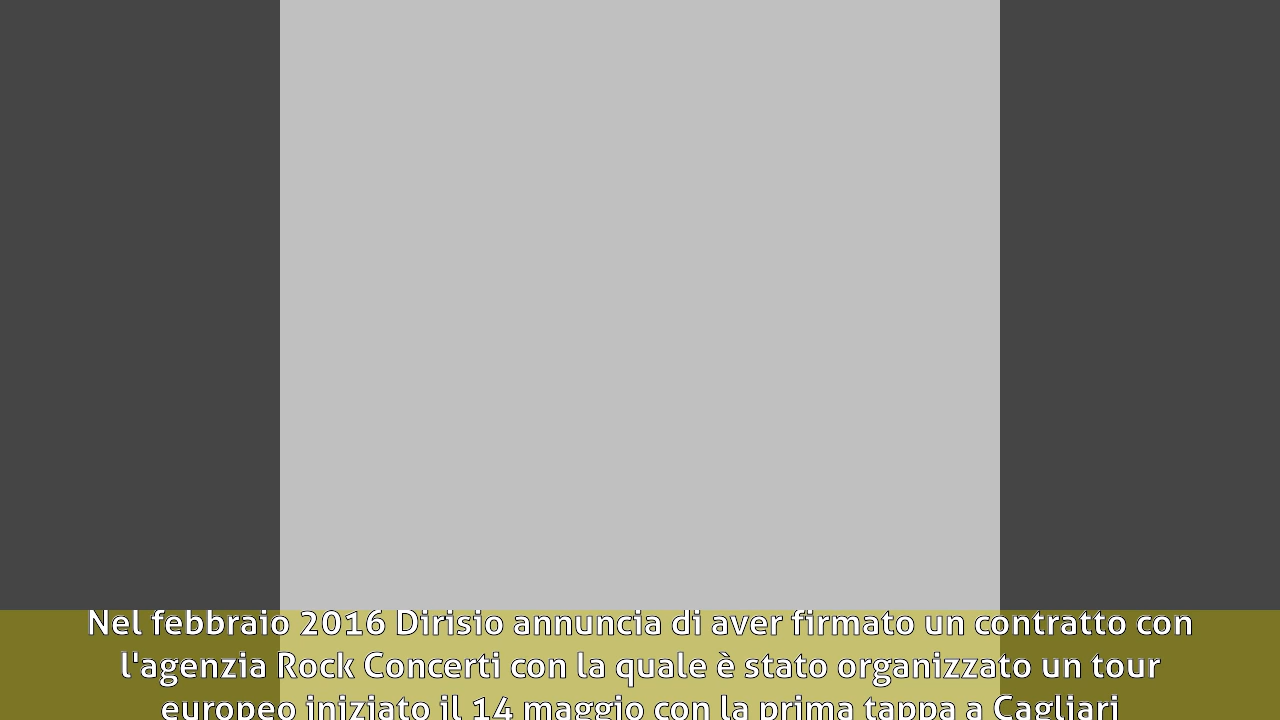 Nel febbraio 2016 Dirisio annuncia di aver firmato un contratto con
l'agenzia Rock Concerti con la quale è stato organizzato un tour
europeo iniziato il 14 maggio con la prima tappa a Cagliari